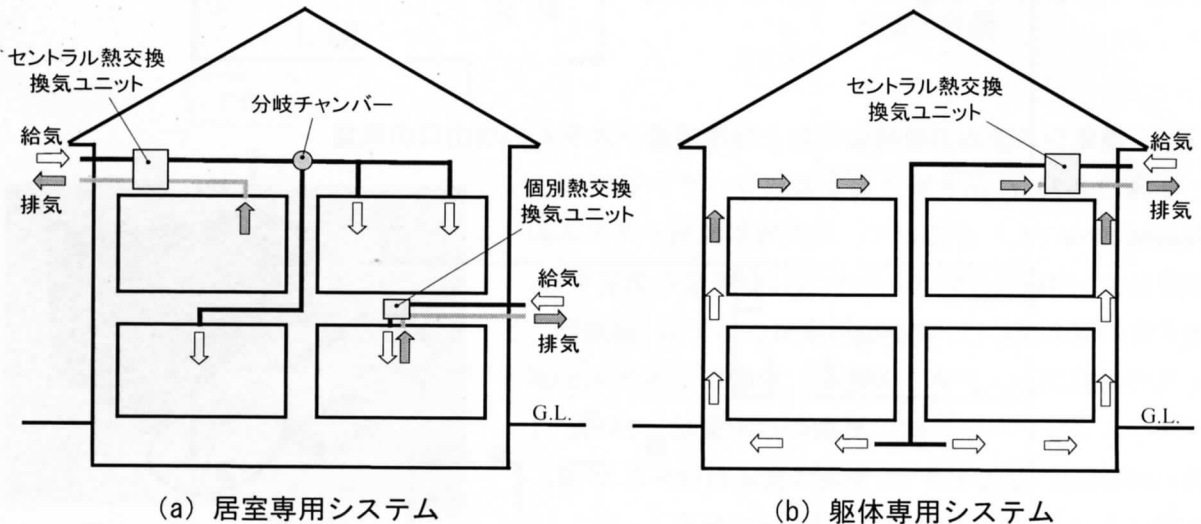 セントラル熱交換
換気ユニット
分岐チャンバー
給気
排気
個別熱交換
換気ユニット
給気
排気
G.L.
(a) 居室専用システム
セントラル熱交換
換気ユニット
給気
排気
G.L.
(b) 躯体専用システム